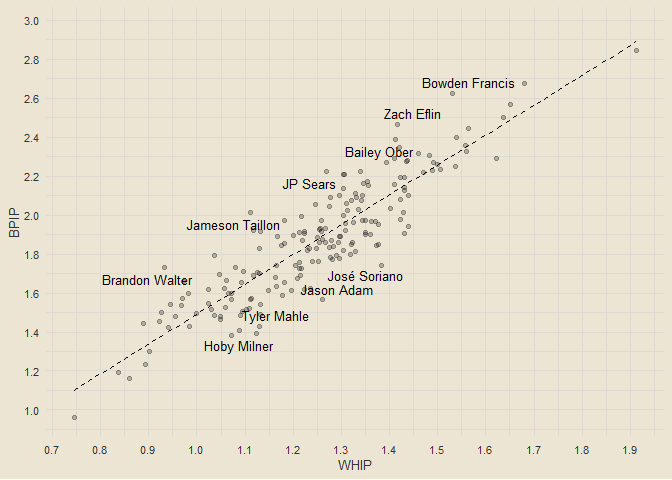 3.0
2.8
2.6
2.4
2.2
2.0
1.8
1.6
1.4
1.2
1.0
BPIP
Bowden Francis
Zach Eflin
Bailey Ober
JP Sears
Jameson Taillon
José Soriano
Brandon Walter
Jason Adam
Tyler Mahle
Hoby Milner
0.7 0.8 0.9 1.0 1.1 1.2 1.3 1.4 1.5 1.6 1.7 1.8 1.9
WHIP